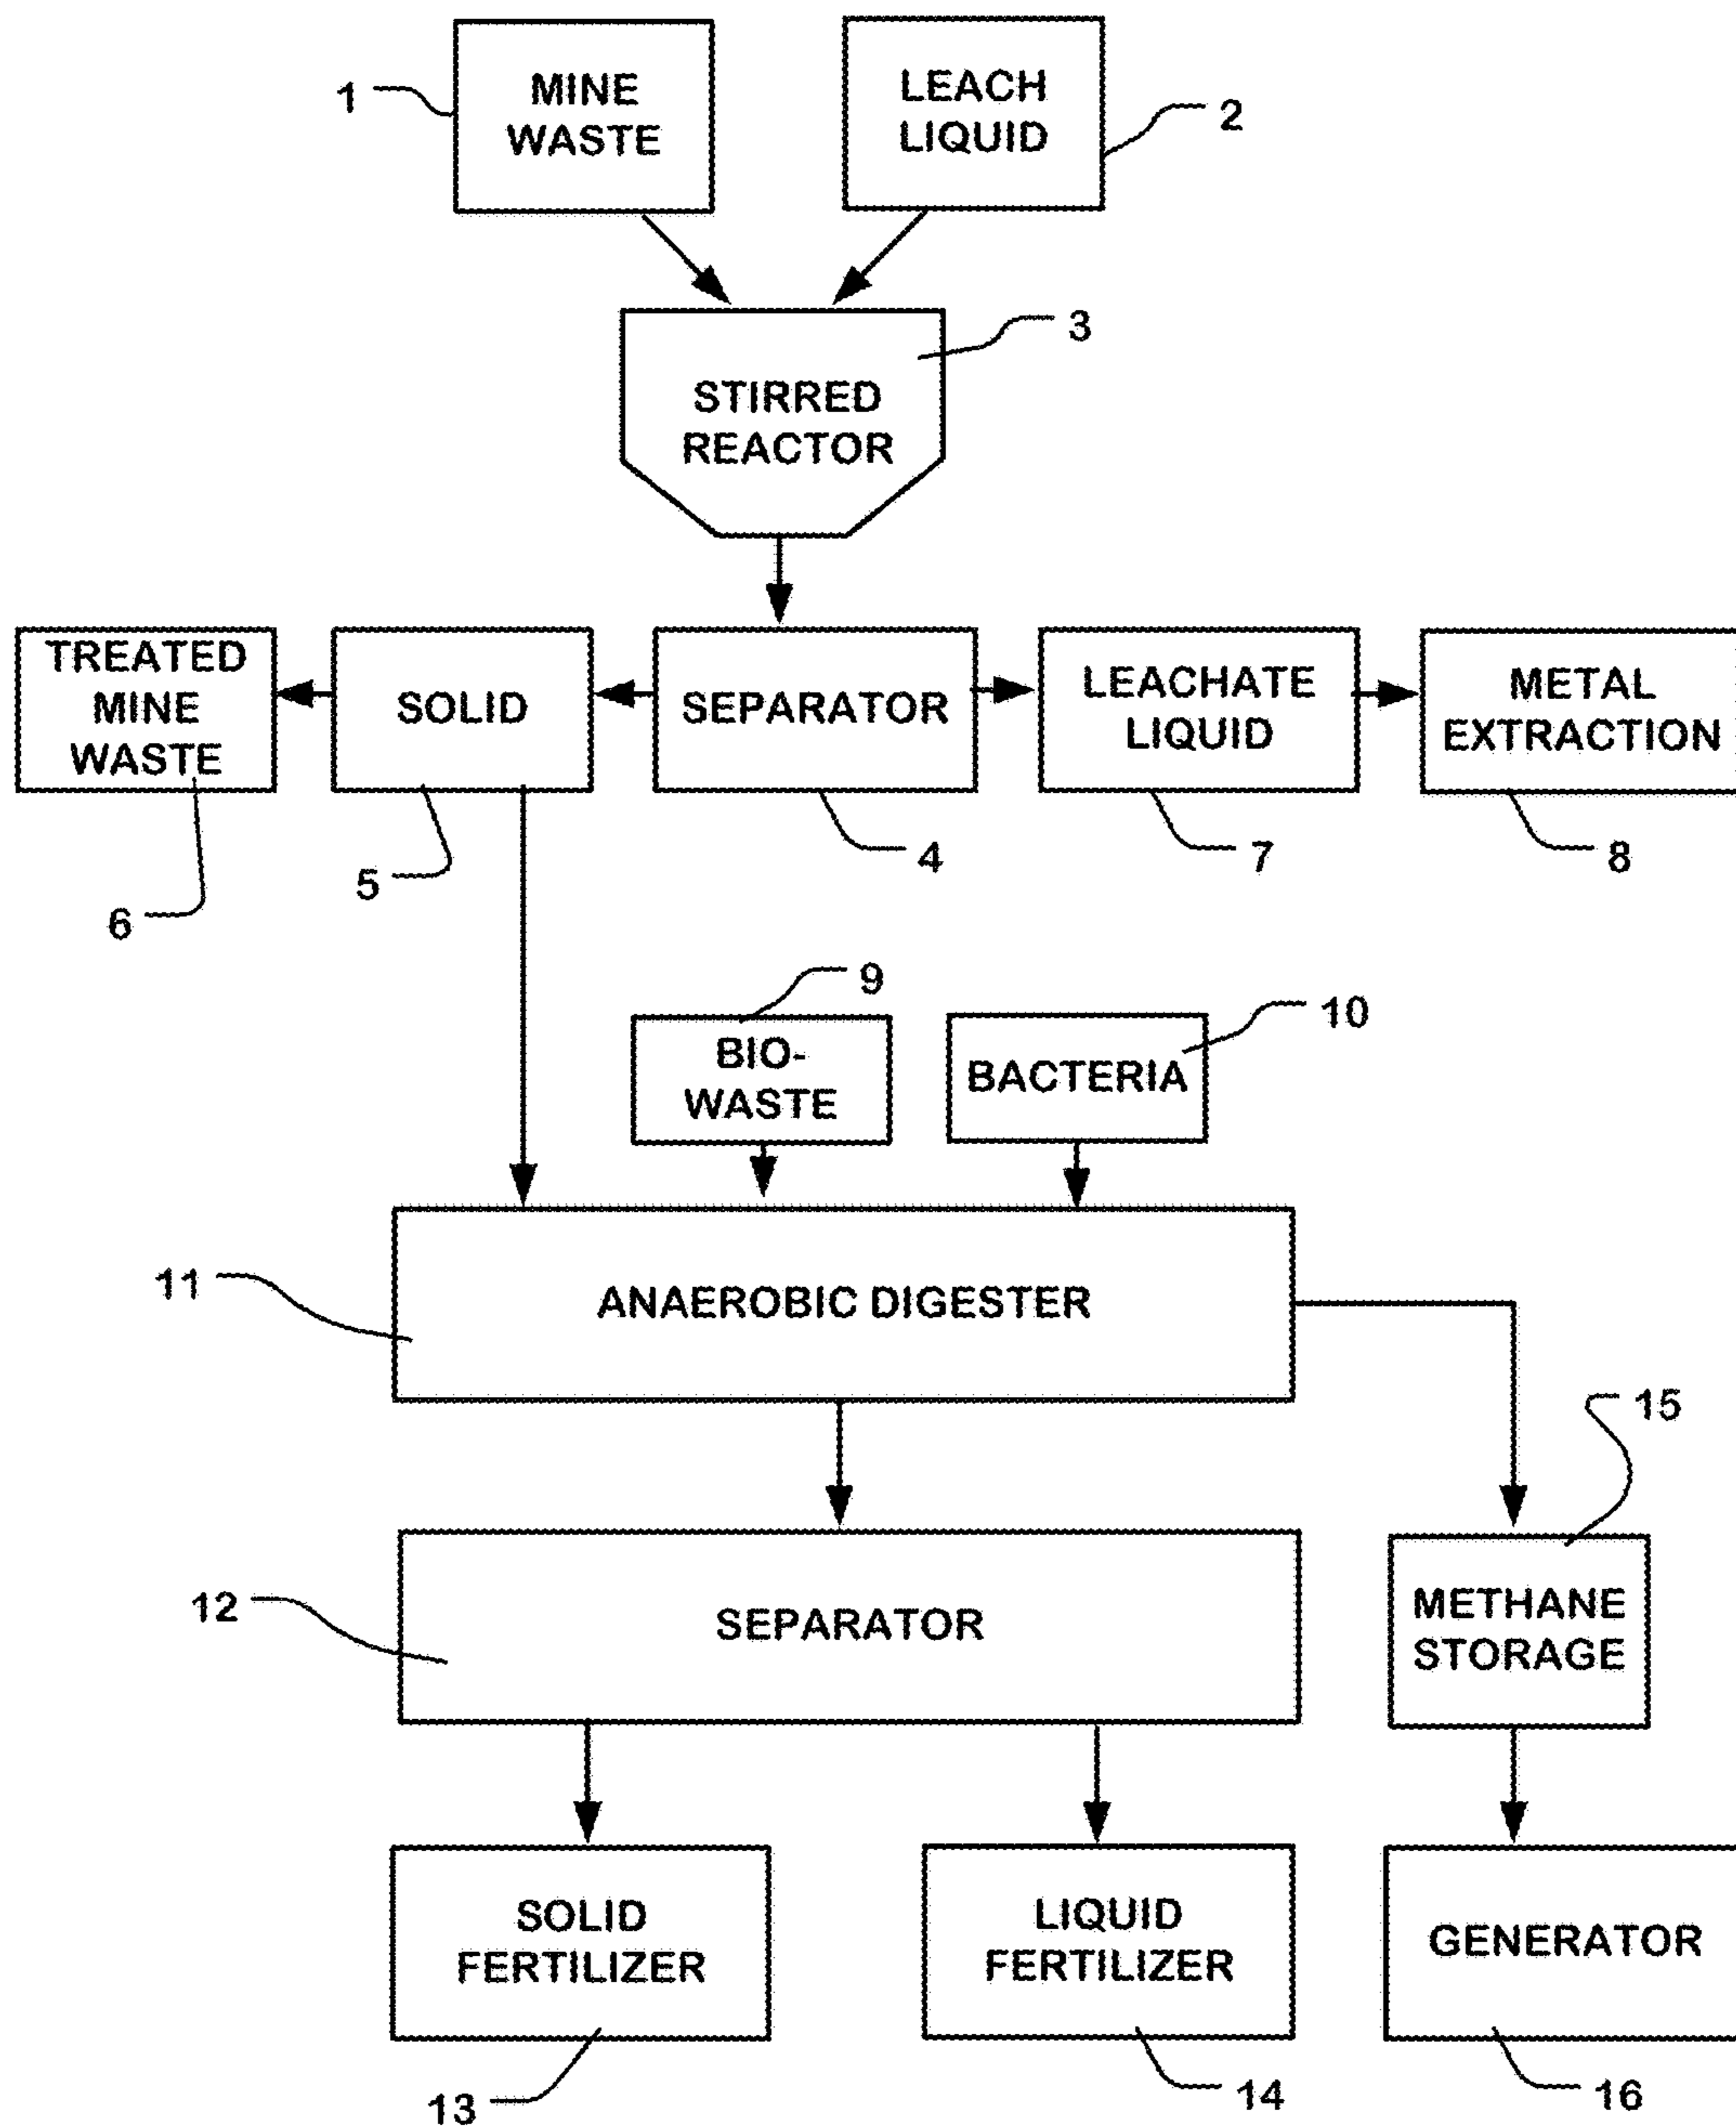 1
MINE
WASTE
LEACH
LIQUID
2
3
STIRRED
REACTOR
TREATED
MINE
WASTE
SOLID
SEPARATOR
LEACHATE
LIQUID
METAL
EXTRACTION
6
5
4
7
8
9
10
BIO-
WASTE
BACTERIA
11
ANAEROBIC DIGESTER
15
12
SEPARATOR
METHANE
STORAGE
SOLID
FERTILIZER
LIQUID
FERTILIZER
GENERATOR
13
14
16